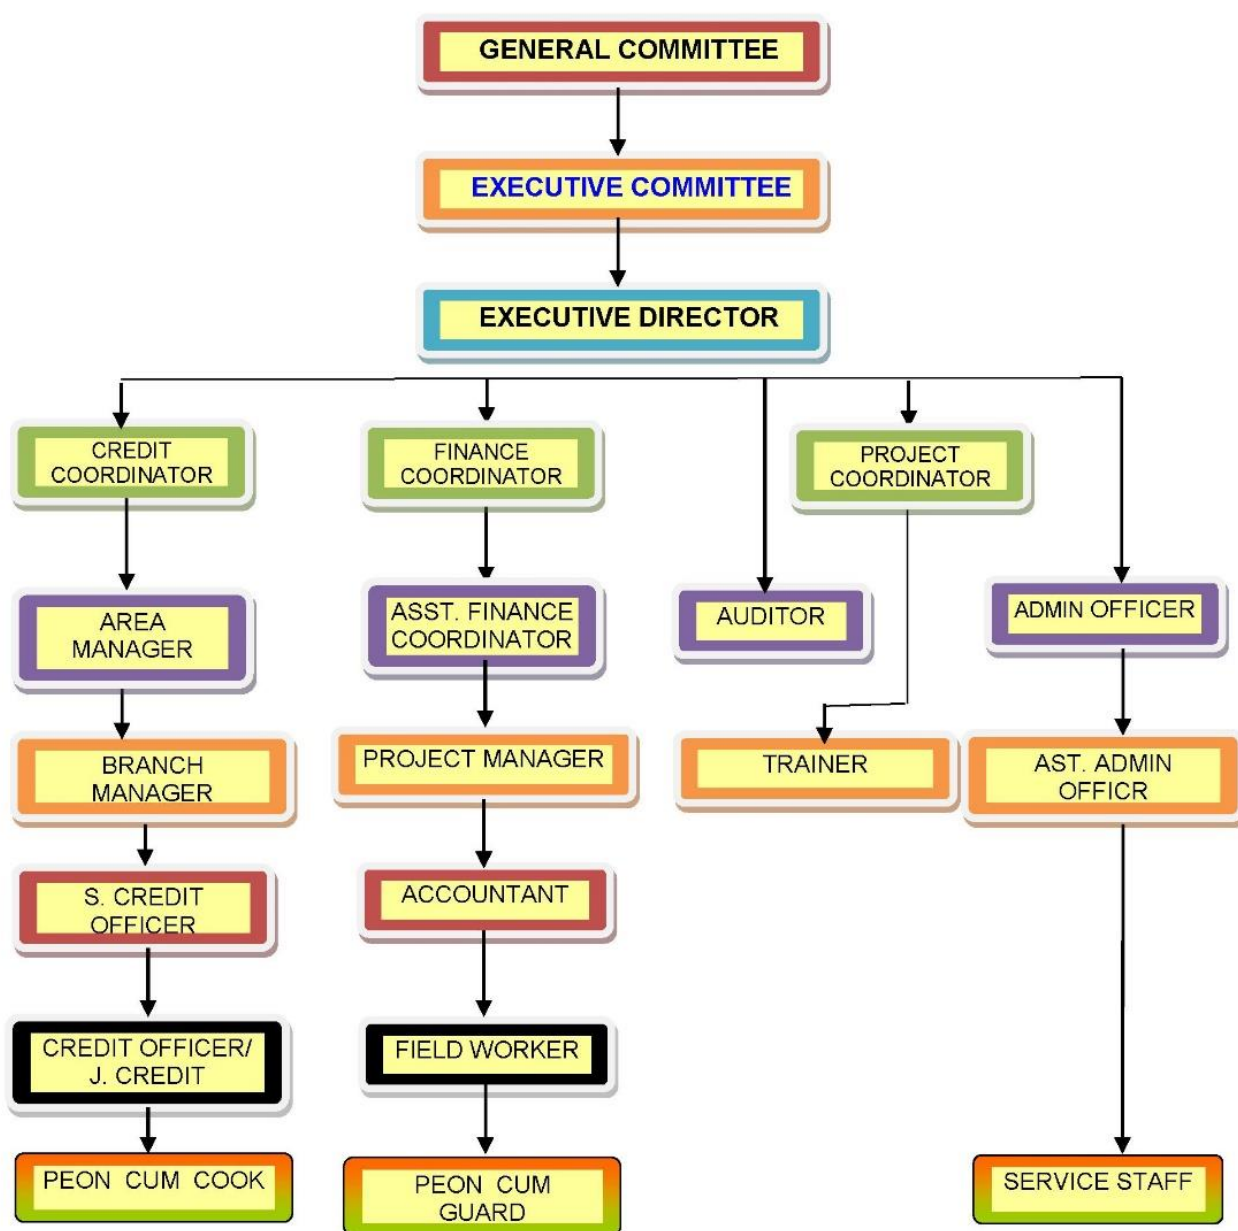 GENERAL COMMITTEE
EXECUTIVE COMMITTEE
EXECUTIVE DIRECTOR
CREDIT
COORDINATOR
FINANCE
COORDINATOR
PROJECT
COORDINATOR
AREA
MANAGER
ASST. FINANCE
COORDINATOR
AUDITOR
ADMIN OFFICER
BRANCH
MANAGER
PROJECT MANAGER
TRAINER
AST. ADMIN
OFFICR
S. CREDIT
OFFICER
ACCOUNTANT
CREDIT OFFICER/
J. CREDIT
FIELD WORKER
PEON CUM COOK
PEON CUM
GUARD
SERVICE STAFF